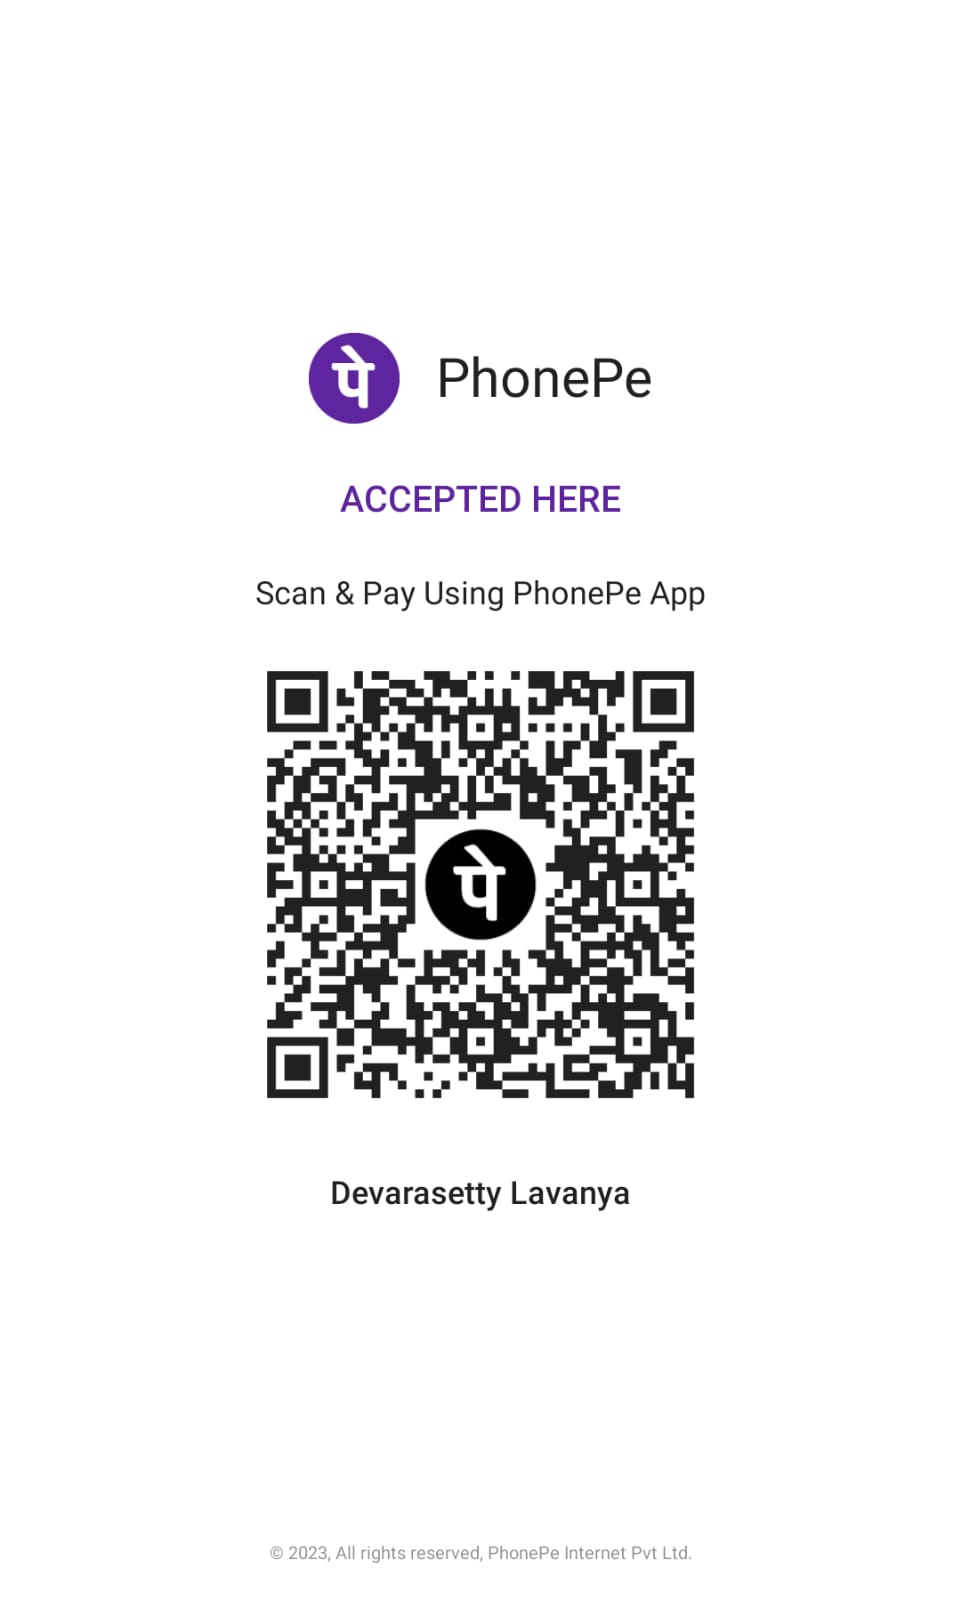 पे PhonePe
ACCEPTED HERE
Scan & Pay Using PhonePe App
पे
Devarasetty Lavanya
© 2023, All rights reserved, PhonePe Internet Pvt Ltd.